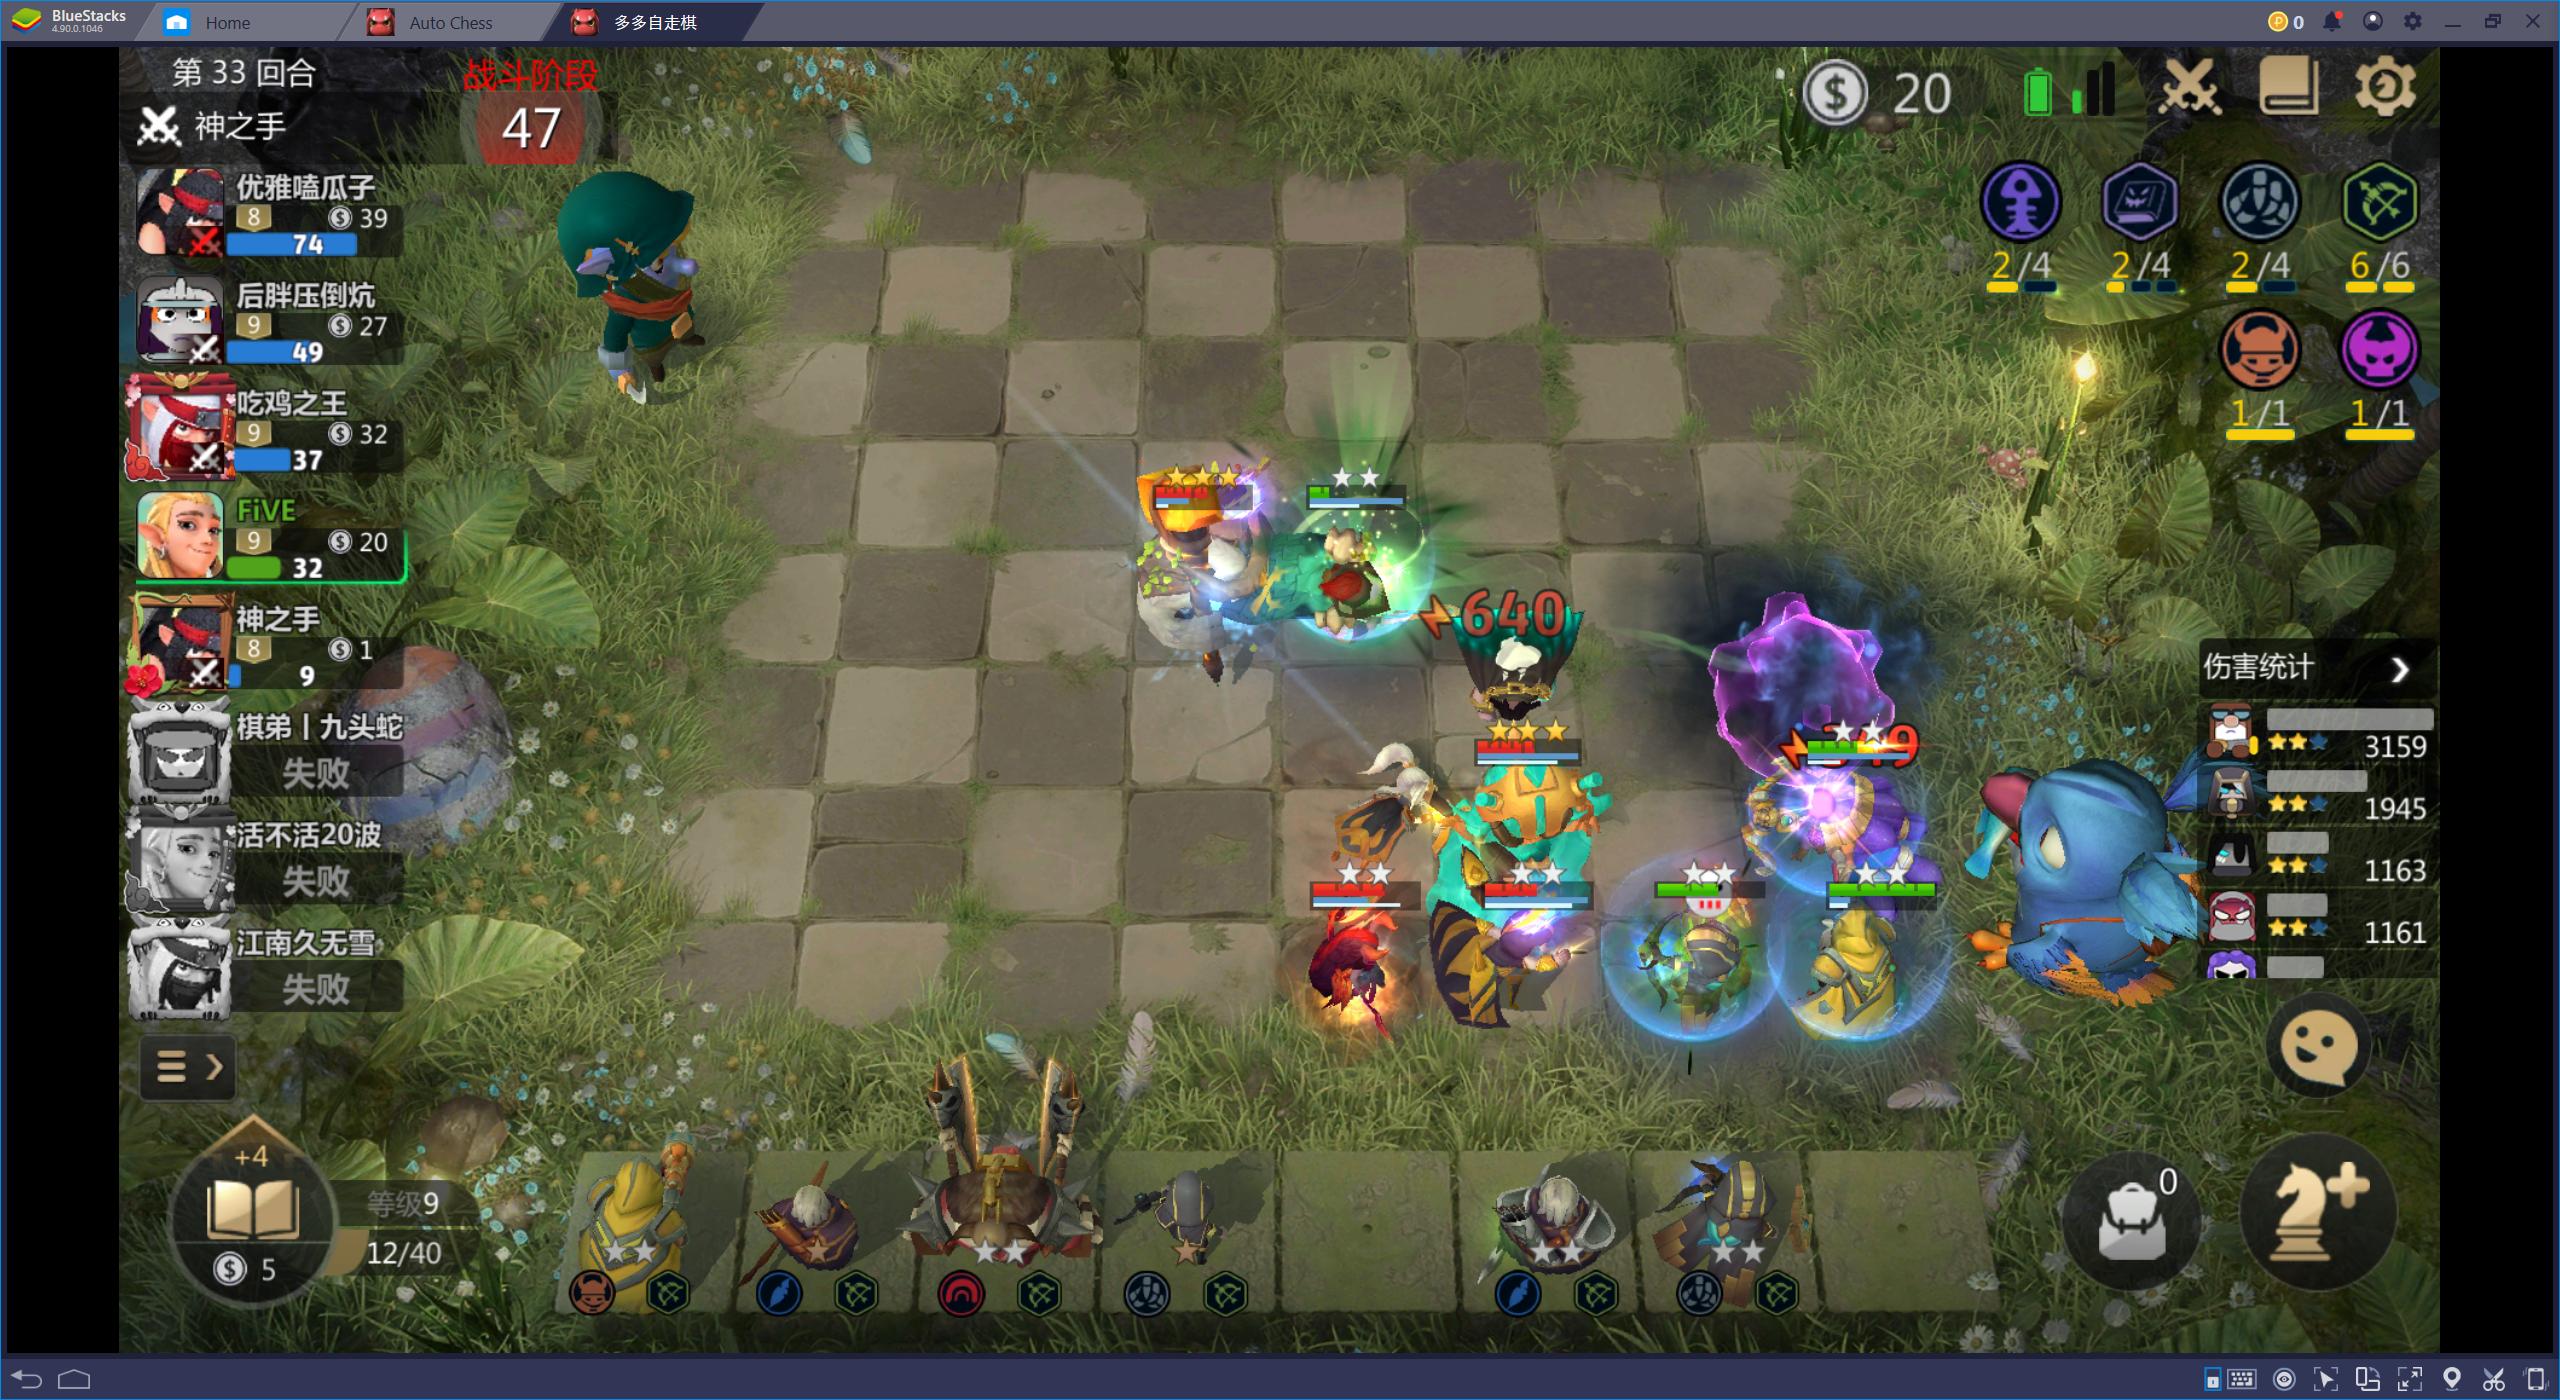 BlueStacks
4.90.0.1046
Home
Auto Chess
多多自走棋
0
第 33 回合
战斗阶段
神之手
47
20
优雅嗑瓜子
8
39
74
后胖压倒炕
9
27
49
吃鸡之王
9
32
37
FiVE
9
20
32
神之手
8
1
9
棋弟丨九头蛇
失败
活不活20波
失败
江南久无雪
失败
2/4
2/4
2/4
6/6
1/1
1/1
640
伤害统计
3159
1945
1163
1161
+4
等级9
12/40
5
0